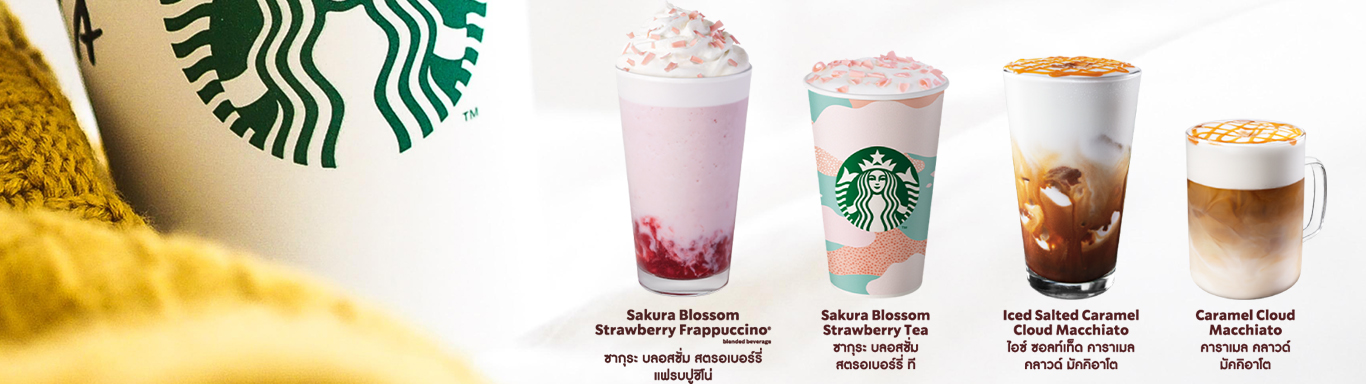 A
TM
Sakura Blossom
Strawberry Frappuccino®
blended beverage
ซากุระ บลอสซั่ม สตรอเบอร์รี่
แฟรบปูชิโน่
Sakura Blossom
Strawberry Tea
ซากุระ บลอสซั่ม
สตรอเบอร์รี่ ที
Iced Salted Caramel
Cloud Macchiato
ไอซ์ ซอลท์เท็ด คาราเมล
คลาวด์ มัคคิอาโต
Caramel Cloud
Macchiato
คาราเมล คลาวด์
มัคคิอาโต